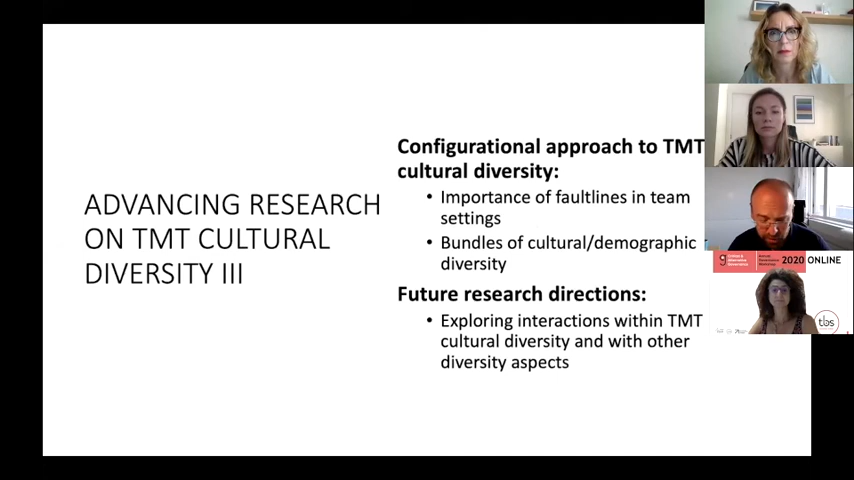 ADVANCING RESEARCH
ON TMT CULTURAL
DIVERSITY III
Configurational approach to TMT
cultural diversity:
• Importance of faultlines in team
settings
• Bundles of cultural/demographic
diversity
Future research directions:
• Exploring interactions within TMT
cultural diversity and with other
diversity aspects
2020 ONLINE
tbs